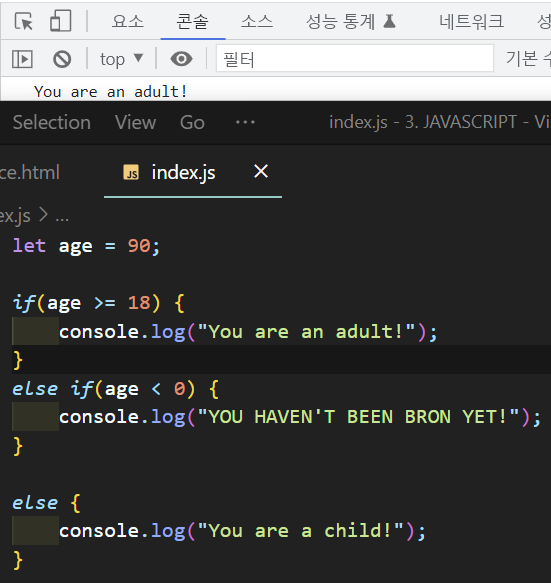 요소 콘솔 소스 성능 통계 네트워크
top 필터 기본 수
You are an adult!
Selection View Go ··· index.js - 3. JAVASCRIPT - Vi
ce.html JS index.js
ex.js > ...
let age = 90;
if(age >= 18) {
console.log("You are an adult!");
}
else if(age < 0) {
console.log("YOU HAVEN'T BEEN BRON YET!");
}
else {
console.log("You are a child!");
}